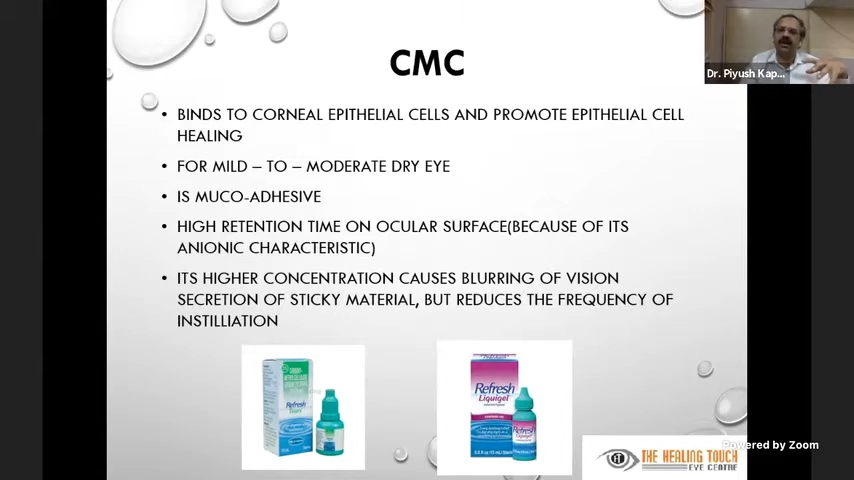 CMC
Dr. Piyush Kap...
• BINDS TO CORNEAL EPITHELIAL CELLS AND PROMOTE EPITHELIAL CELL
HEALING
• FOR MILD – TO – MODERATE DRY EYE
• IS MUCO-ADHESIVE
• HIGH RETENTION TIME ON OCULAR SURFACE(BECAUSE OF ITS
ANIONIC CHARACTERISTIC)
• ITS HIGHER CONCENTRATION CAUSES BLURRING OF VISION
SECRETION OF STICKY MATERIAL, BUT REDUCES THE FREQUENCY OF
INSTILLIATION
Refresh
Tears
Refresh
Liquigel
Powered by Zoom
THE HEALING TOUCH
EYE CENTRE